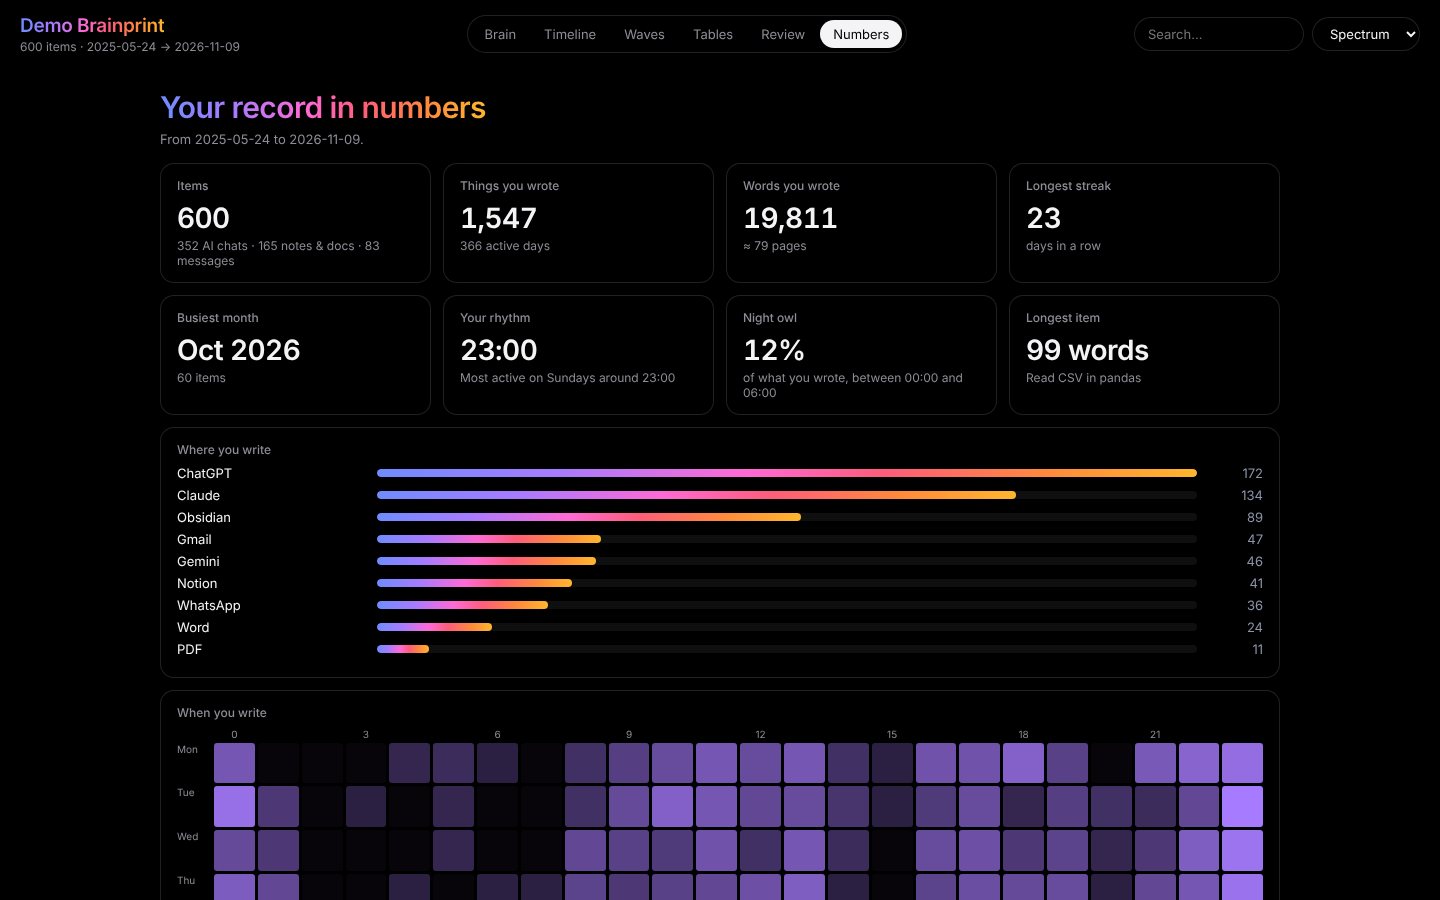 Demo Brainprint
600 items · 2025-05-24 → 2026-11-09
Brain Timeline Waves Tables Review Numbers
Search...
Spectrum
Your record in numbers
From 2025-05-24 to 2026-11-09.
Items
600
352 AI chats · 165 notes & docs · 83
messages
Things you wrote
1,547
366 active days
Words you wrote
19,811
≈ 79 pages
Longest streak
23
days in a row
Busiest month
Oct 2026
60 items
Your rhythm
23:00
Most active on Sundays around 23:00
Night owl
12%
of what you wrote, between 00:00 and
06:00
Longest item
99 words
Read CSV in pandas
Where you write
ChatGPT 172
Claude 134
Obsidian 89
Gmail 47
Gemini 46
Notion 41
WhatsApp 36
Word 24
PDF 11
When you write
0 3 6 9 12 15 18 21
Mon
Tue
Wed
Thu